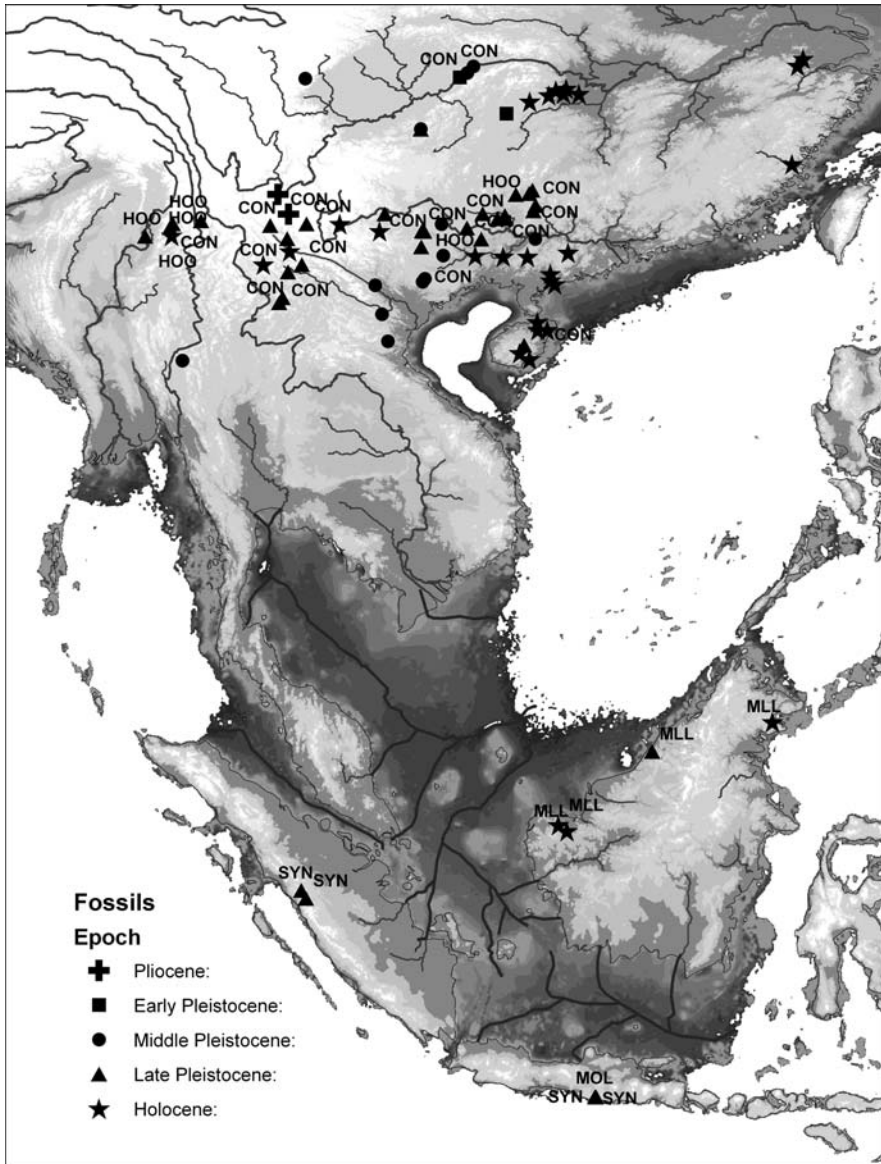 CON CON
HOO CON
HOO
HOO HOO
CON
HOO
CON CON CON
CON CON
CON CON
CON CON CON
CON
HOO CON
CON
CON
MLL
MLL
MLL MLL
SYN SYN
Fossils
Epoch
Pliocene:
Early Pleistocene:
Middle Pleistocene:
Late Pleistocene:
Holocene:
MOL
SYN SYN